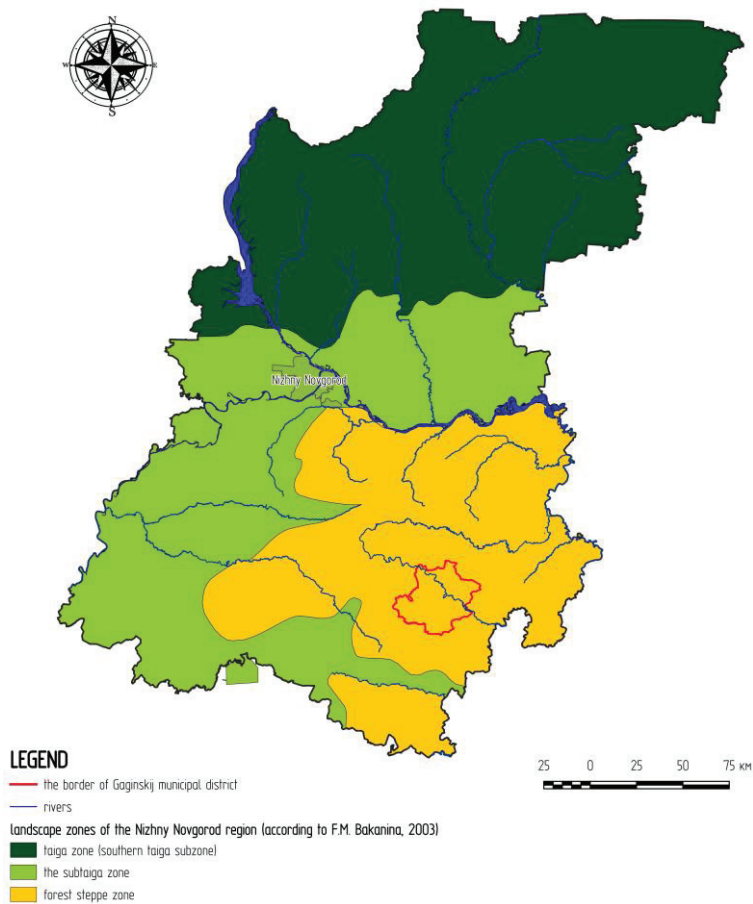 N
W E
S
Nizhny Novgorod
LEGEND
the border of Gaginskij municipal district
rivers
landscape zones of the Nizhny Novgorod region (according to F.M. Bakanina, 2003)
taiga zone (southern taiga subzone)
the subtaiga zone
forest steppe zone
25 0 25 50 75 KM